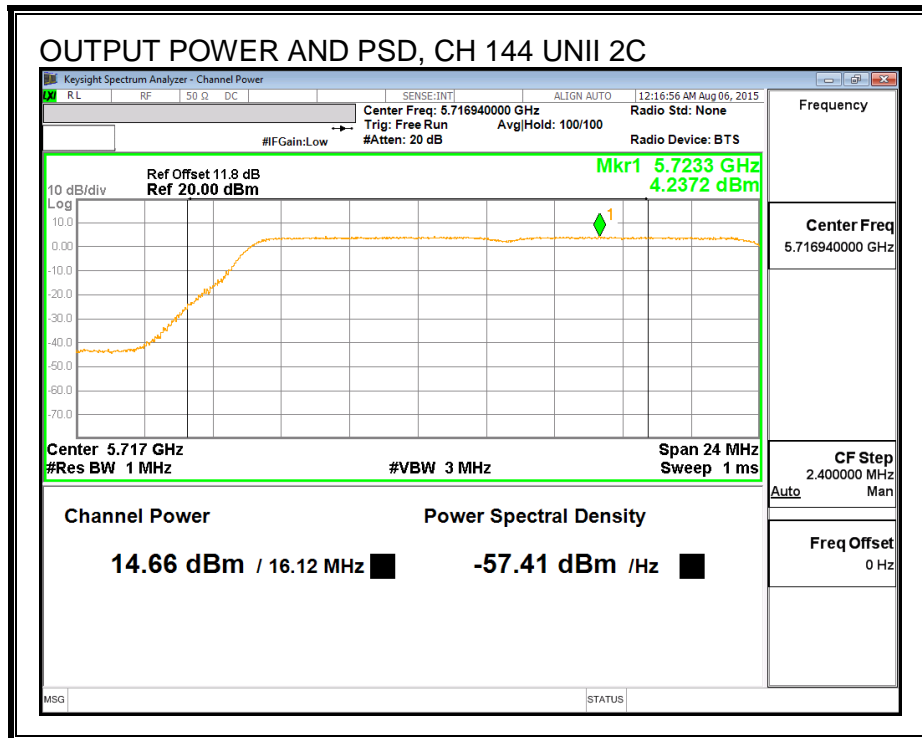 OUTPUT POWER AND PSD, CH 144 UNII 2C
Keysight Spectrum Analyzer - Channel Power
LXI RL RF 50 Ω DC SENSE:INT ALIGN AUTO 12:16:56 AM Aug 06, 2015
Center Freq: 5.716940000 GHz Radio Std: None
Trig: Free Run Avg|Hold: 100/100
#IFGain:Low #Atten: 20 dB Radio Device: BTS
Frequency
Mkr1 5.7233 GHz
4.2372 dBm
Ref Offset 11.8 dB
10 dB/div Ref 20.00 dBm
Log
1
10.0
0.00
-10.0
-20.0
-30.0
-40.0
-50.0
-60.0
-70.0
Center 5.717 GHz Span 24 MHz
#Res BW 1 MHz #VBW 3 MHz Sweep 1 ms
Channel Power Power Spectral Density
14.66 dBm / 16.12 MHz -57.41 dBm /Hz
Center Freq
5.716940000 GHz
CF Step
2.400000 MHz
Auto Man
Freq Offset
0 Hz
MSG STATUS